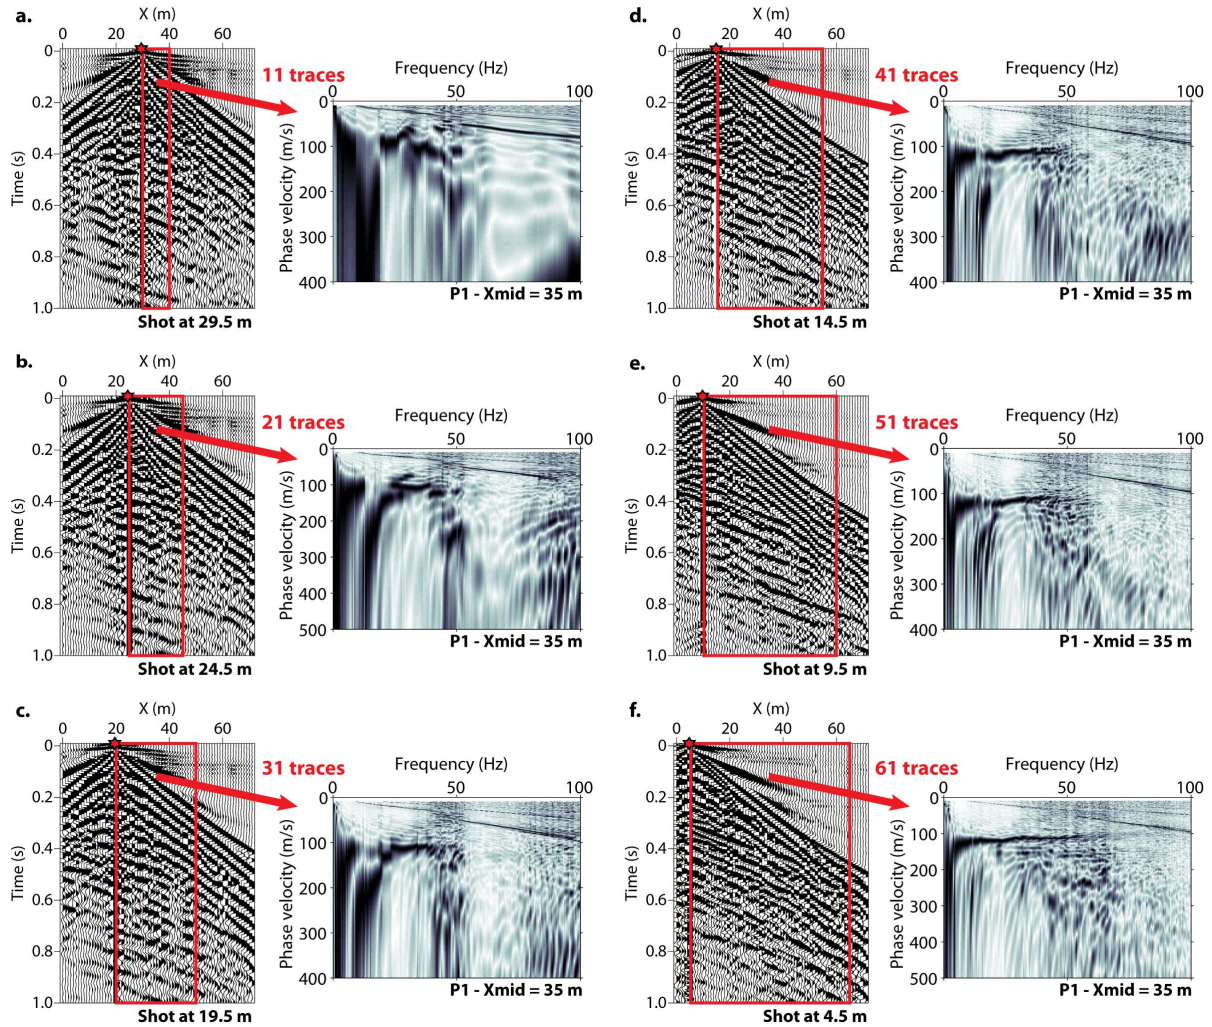 a.
X (m)
0 20 40 60
0
0.2
0.4
0.6
0.8
1.0
Time (s)
Shot at 29.5 m
11 traces
Frequency (Hz)
0 50 100
0
100
200
300
400
Phase velocity (m/s)
P1 - Xmid = 35 m
d.
X (m)
0 20 40 60
0
0.2
0.4
0.6
0.8
1.0
Time (s)
Shot at 14.5 m
41 traces
Frequency (Hz)
0 50 100
0
100
200
300
400
Phase velocity (m/s)
P1 - Xmid = 35 m
b.
X (m)
0 20 40 60
0
0.2
0.4
0.6
0.8
1.0
Time (s)
Shot at 24.5 m
21 traces
Frequency (Hz)
0 50 100
0
100
200
300
400
500
Phase velocity (m/s)
P1 - Xmid = 35 m
e.
X (m)
0 20 40 60
0
0.2
0.4
0.6
0.8
1.0
Time (s)
Shot at 9.5 m
51 traces
Frequency (Hz)
0 50 100
0
100
200
300
400
Phase velocity (m/s)
P1 - Xmid = 35 m
c.
X (m)
0 20 40 60
0
0.2
0.4
0.6
0.8
1.0
Time (s)
Shot at 19.5 m
31 traces
Frequency (Hz)
0 50 100
0
100
200
300
400
Phase velocity (m/s)
P1 - Xmid = 35 m
f.
X (m)
0 20 40 60
0
0.2
0.4
0.6
0.8
1.0
Time (s)
Shot at 4.5 m
61 traces
Frequency (Hz)
0 50 100
0
100
200
300
400
500
Phase velocity (m/s)
P1 - Xmid = 35 m